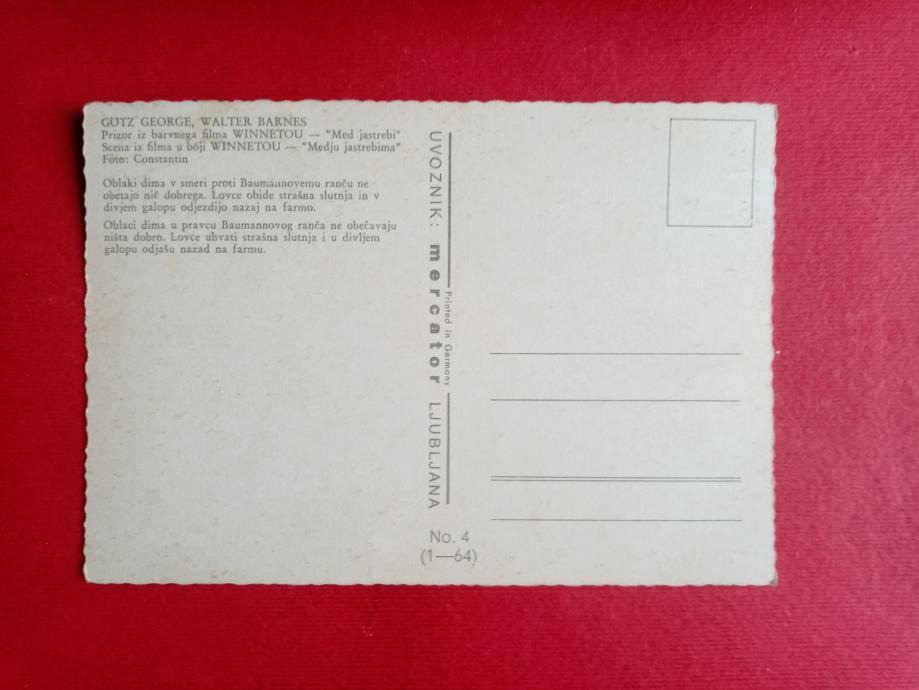 GÖTZ GEORGE, WALTER BARNES
Prizor iz barvnega filma WINNETOU — "Med jastrebi"
Scena iz filma u boji WINNETOU — "Medju jastrebima"
Foto: Constantin
Oblaki dima v smeri proti Baumannovemu ranču ne
obetajo nič dobrega. Lovce obide strašna slutnja in v
divjem galopu odjezdijo nazaj na farmo.
Oblaci dima u pravcu Baumannovog ranča ne obečavaju
ništa dobro. Lovce uhvati strašna slutnja i u divljem
galopu odjašu nazad na farmu.
UVOZNIK: mercator LJUBLJANA
Printed in Germany
No. 4
(1—64)